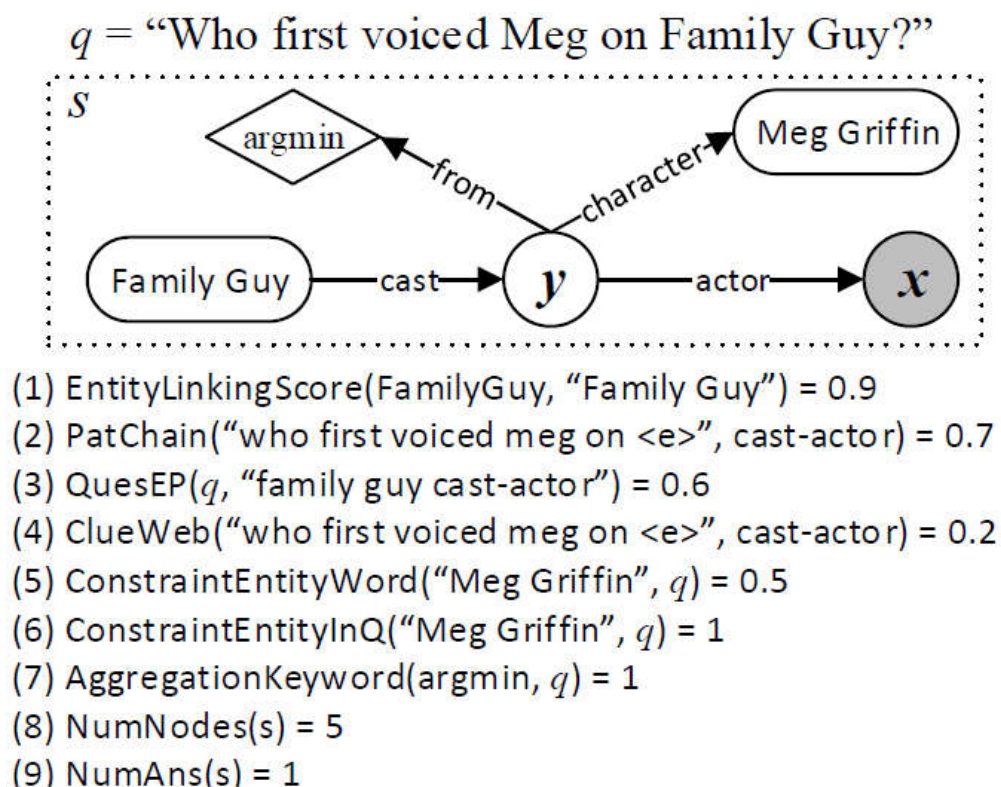 q = “Who first voiced Meg on Family Guy?”
s
argmin
Meg Griffin
from
character
Family Guy
cast
y
actor
x
(1) EntityLinkingScore(FamilyGuy, “Family Guy”) = 0.9
(2) PatChain(“who first voiced meg on <e>”, cast-actor) = 0.7
(3) QuesEP(q, “family guy cast-actor”) = 0.6
(4) ClueWeb(“who first voiced meg on <e>”, cast-actor) = 0.2
(5) ConstraintEntityWord(“Meg Griffin”, q) = 0.5
(6) ConstraintEntityInQ(“Meg Griffin”, q) = 1
(7) AggregationKeyword(argmin, q) = 1
(8) NumNodes(s) = 5
(9) NumAns(s) = 1